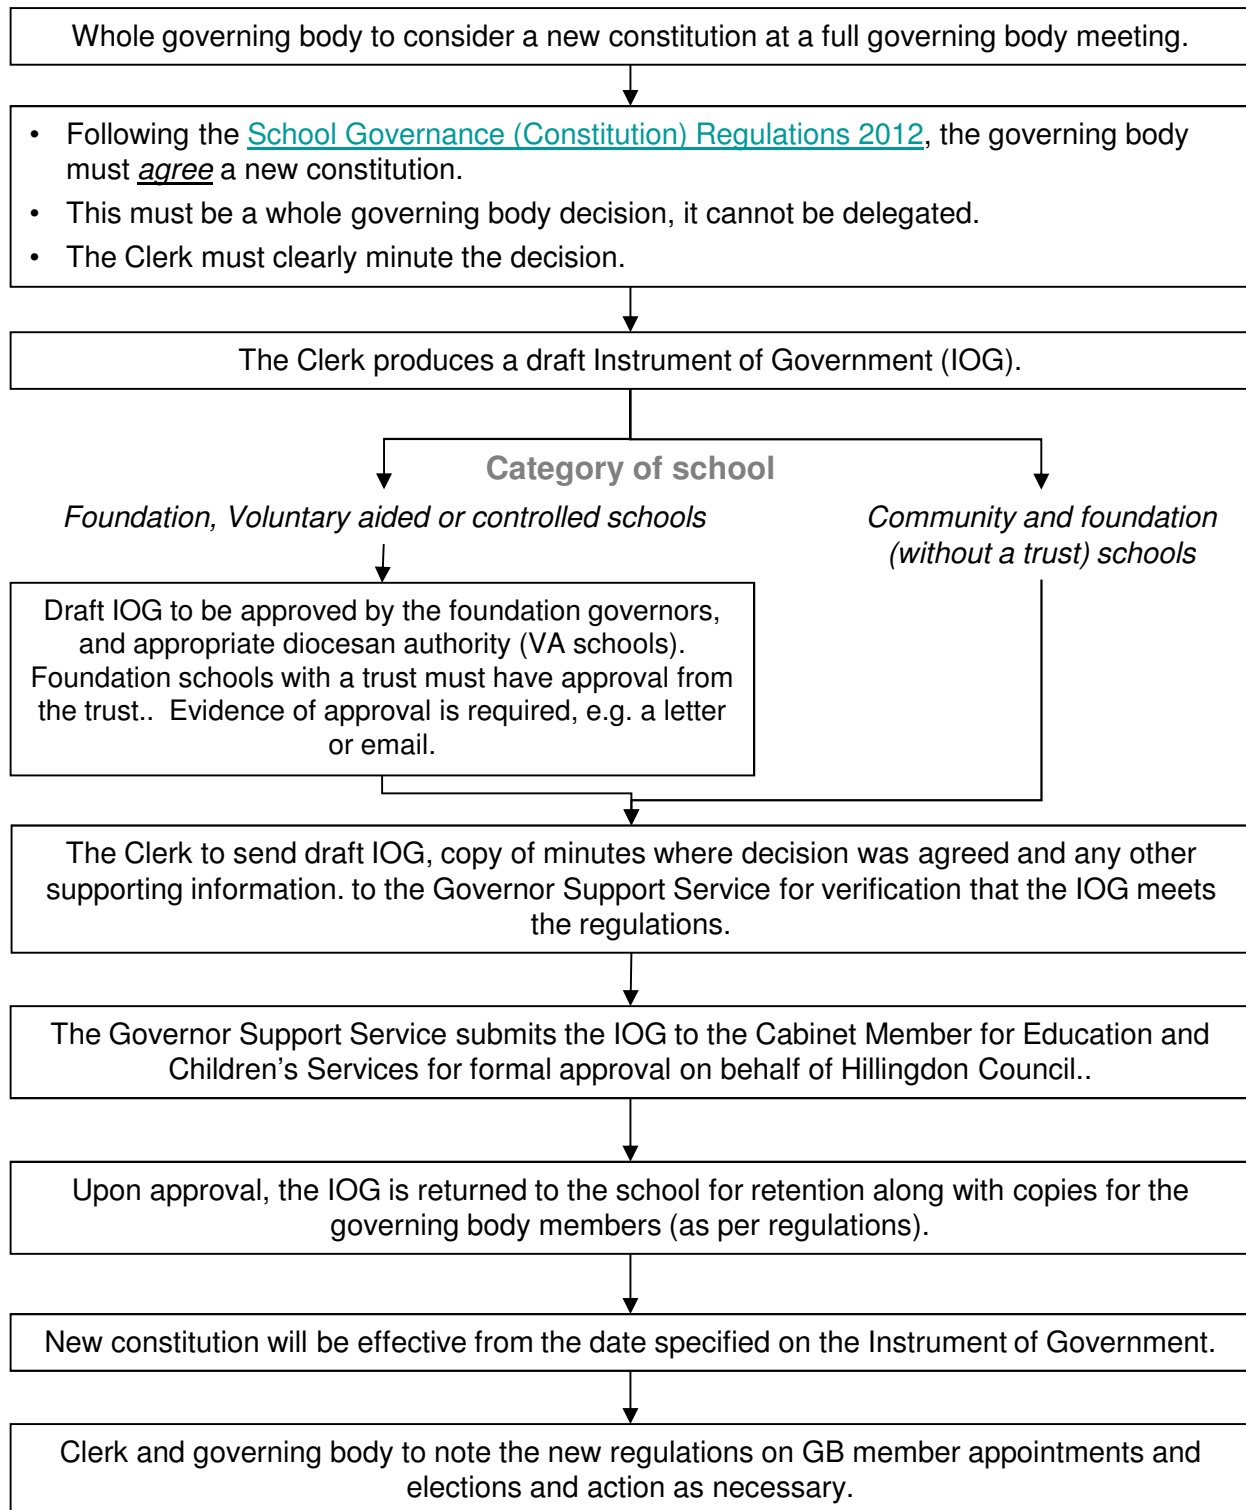 Whole governing body to consider a new constitution at a full governing body meeting.
• Following the School Governance (Constitution) Regulations 2012, the governing body
must agree a new constitution.
• This must be a whole governing body decision, it cannot be delegated.
• The Clerk must clearly minute the decision.
The Clerk produces a draft Instrument of Government (IOG).
Category of school
Foundation, Voluntary aided or controlled schools
Community and foundation
(without a trust) schools
Draft IOG to be approved by the foundation governors,
and appropriate diocesan authority (VA schools).
Foundation schools with a trust must have approval from
the trust.. Evidence of approval is required, e.g. a letter
or email.
The Clerk to send draft IOG, copy of minutes where decision was agreed and any other
supporting information. to the Governor Support Service for verification that the IOG meets
the regulations.
The Governor Support Service submits the IOG to the Cabinet Member for Education and
Children’s Services for formal approval on behalf of Hillingdon Council..
Upon approval, the IOG is returned to the school for retention along with copies for the
governing body members (as per regulations).
New constitution will be effective from the date specified on the Instrument of Government.
Clerk and governing body to note the new regulations on GB member appointments and
elections and action as necessary.